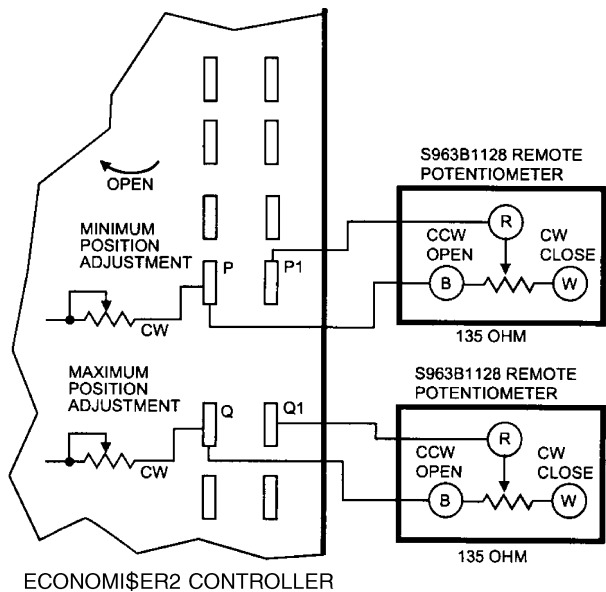 S963B1128 REMOTE
POTENTIOMETER
OPEN
MINIMUM
POSITION
ADJUSTMENT
P
P1
CW
R
CCW
OPEN
CW
CLOSE
B
W
135 OHM
MAXIMUM
POSITION
ADJUSTMENT
Q
Q1
CW
S963B1128 REMOTE
POTENTIOMETER
R
CCW
OPEN
CW
CLOSE
B
W
135 OHM
ECONOMI$ER2 CONTROLLER